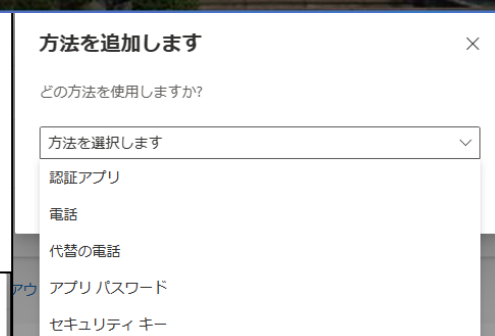 方法を追加します
どの方法を使用しますか?
方法を選択します
認証アプリ
電話
代替の電話
アウ
アプリ パスワード
セキュリティ キー